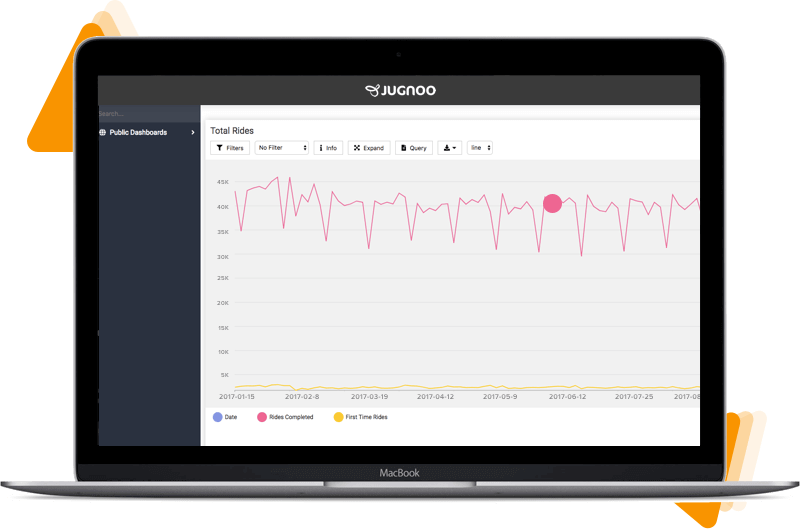 JUGNOO
Search...
Public Dashboards
Total Rides
Filters No Filter Info Expand Query line
45K
40K
35K
30K
25K
20K
15K
10K
5K
2017-01-15 2017-02-8 2017-03-19 2017-04-12 2017-05-9 2017-06-12 2017-07-25 2017-08
Date Rides Completed First Time Rides
MacBook